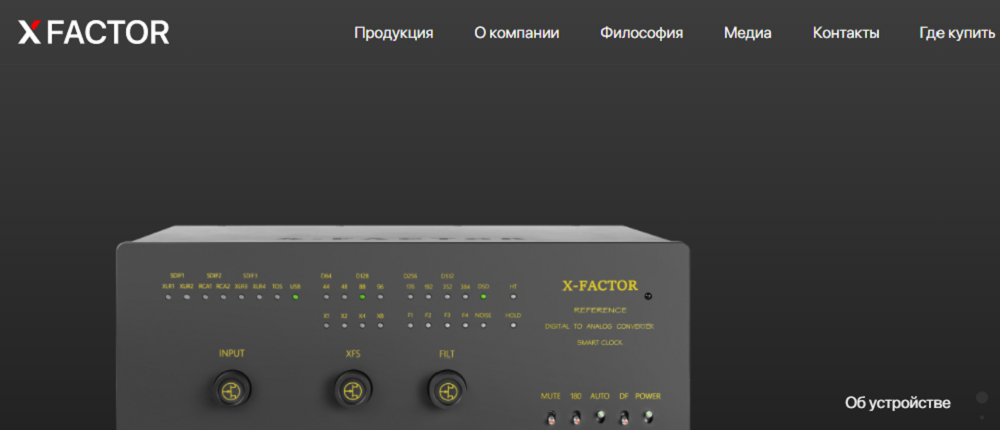 X FACTOR
Продукция О компании Философия Медиа Контакты Где купить
SDIF1 SDIF2 SDIF3 D64 D128 D256 D512
XLR1 XLR2 RCA1 RCA2 XLR3 XLR4 TOS USB 44 48 88 96 176 192 352 384 DSD HT
X-FACTOR
X1 X2 X4 X8 F1 F2 F3 F4 NOISE HOLD
REFERENCE
DIGITAL TO ANALOG CONVERTER
SMART CLOCK
INPUT XFS FILT
MUTE 180 AUTO DF POWER
Об устройстве